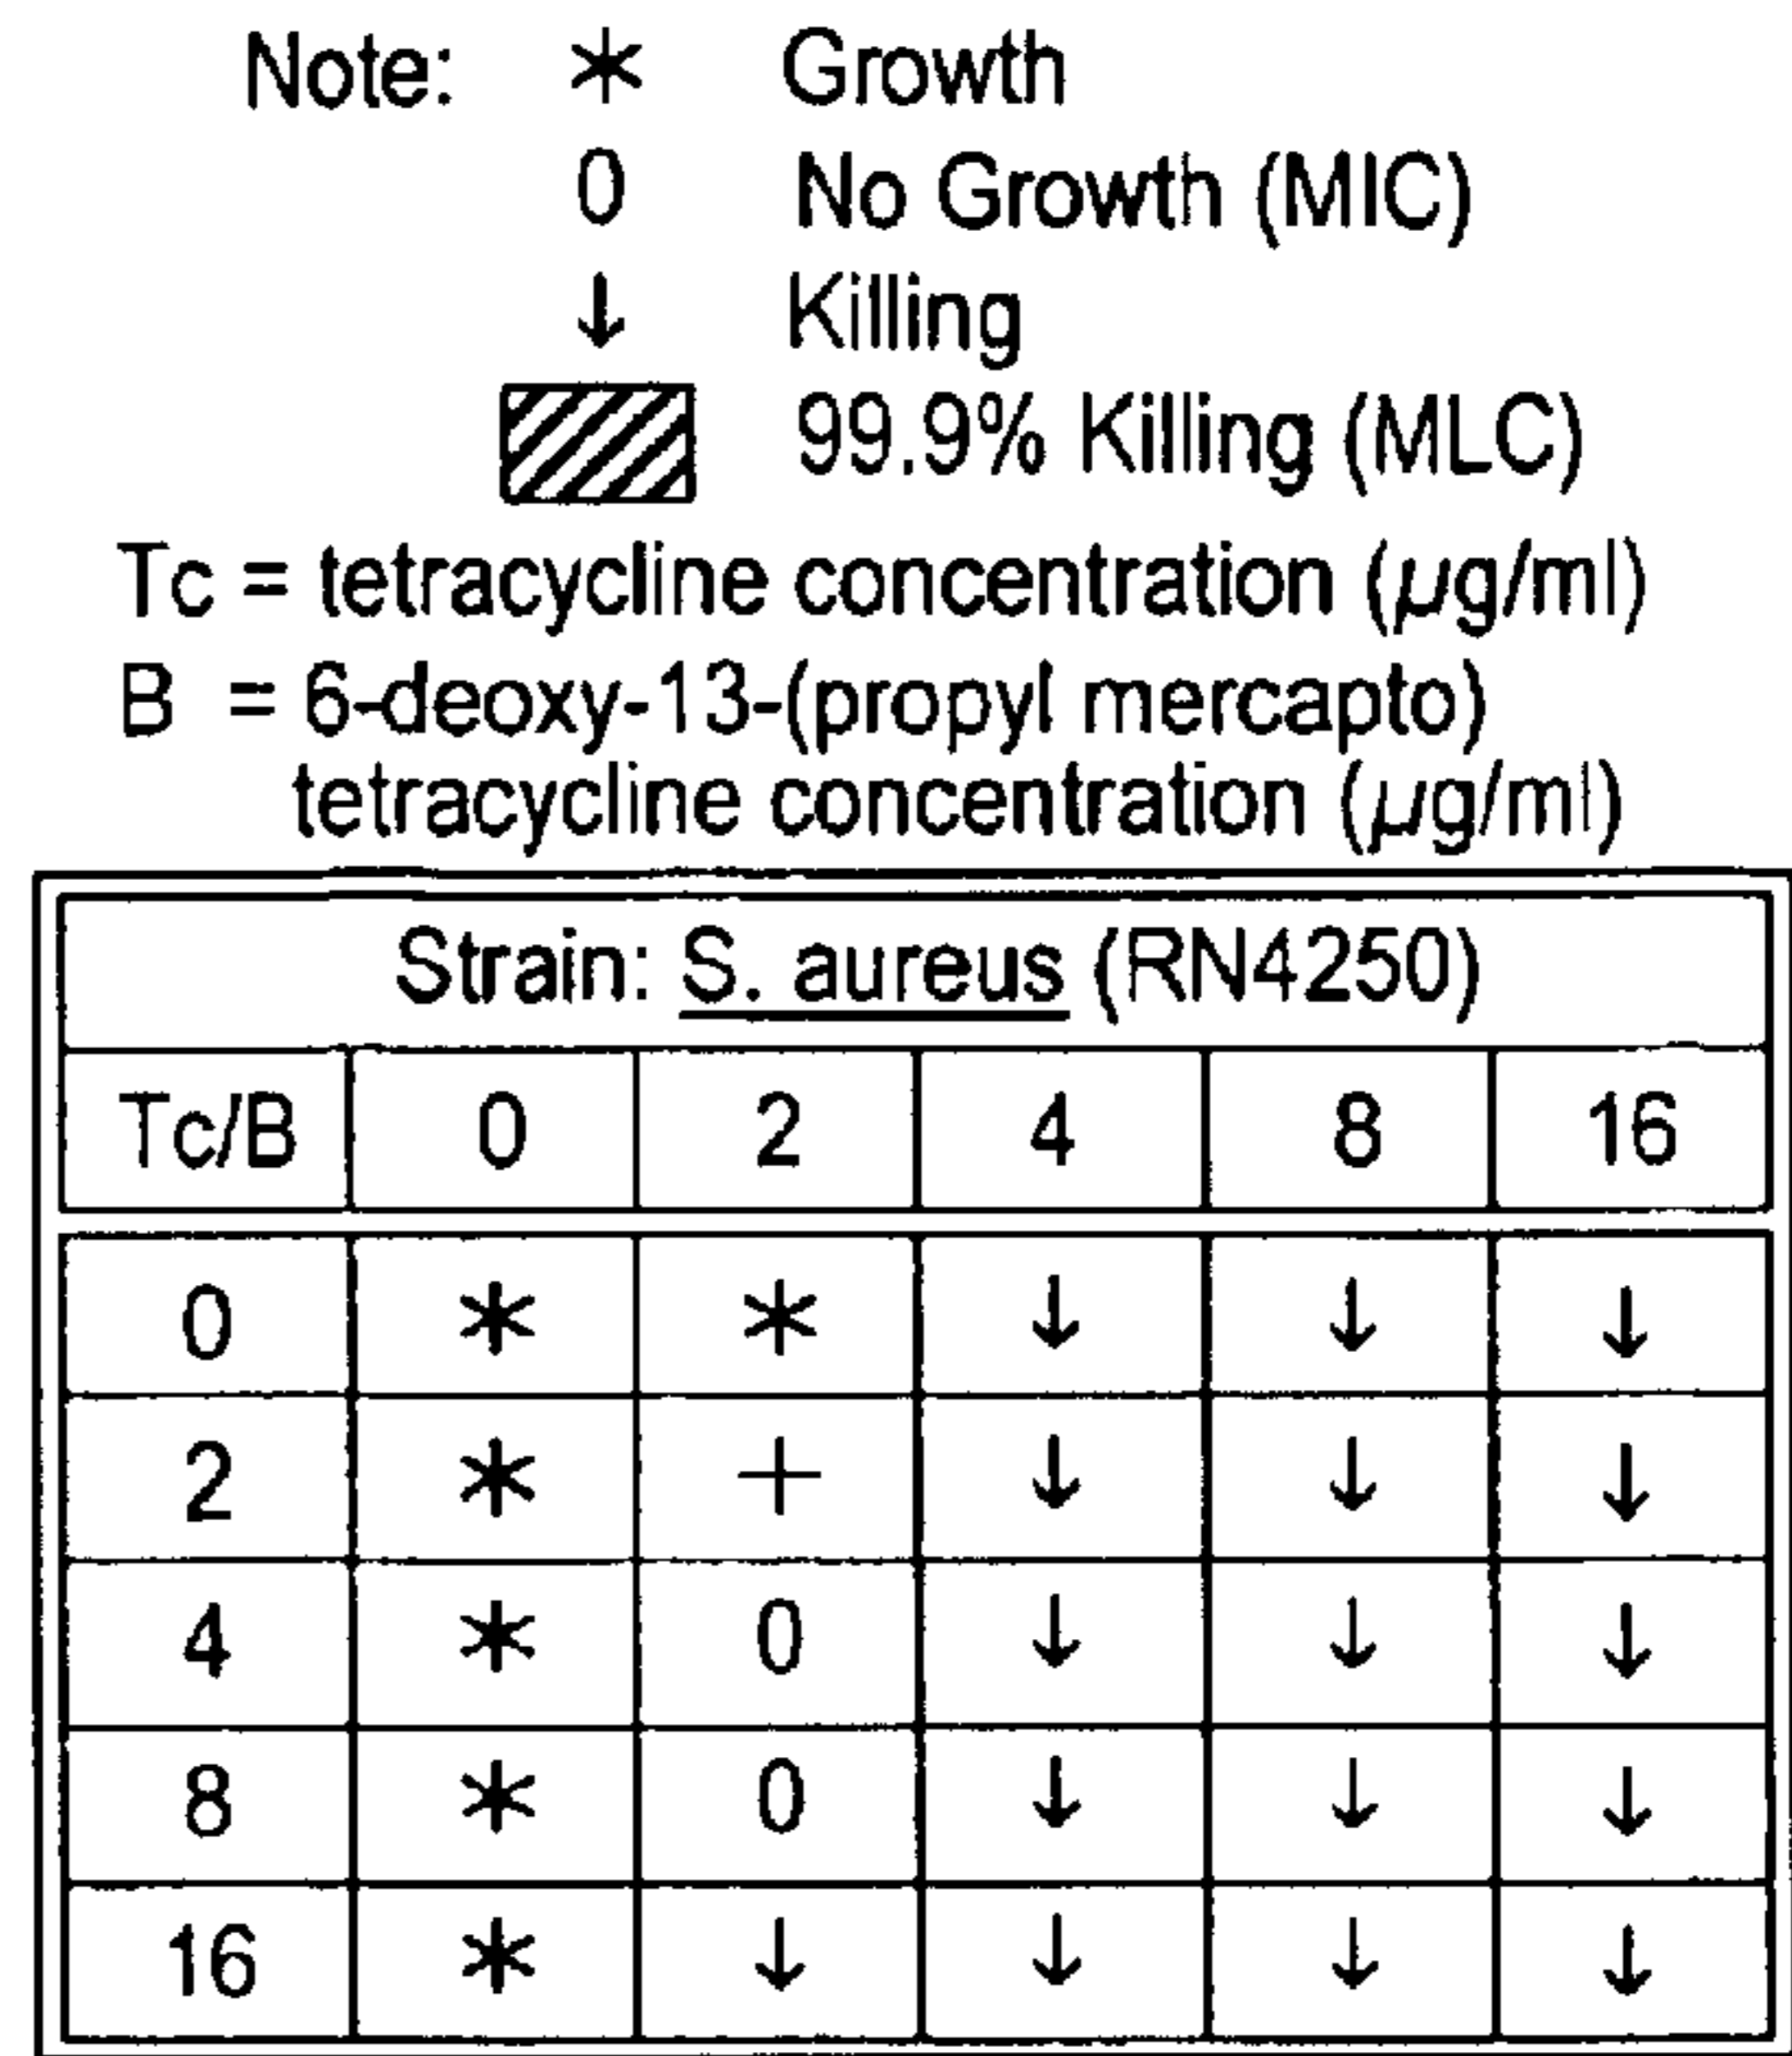 Note: * Growth
0 No Growth (MIC)
↓ Killing
99.9% Killing (MLC)
Tc = tetracycline concentration (µg/ml)
B = 6-deoxy-13-(propyl mercapto)
tetracycline concentration (µg/ml)
Strain: S. aureus (RN4250)
Tc/B 0 2 4 8 16
0 * * ↓ ↓ ↓
2 * + ↓ ↓ ↓
4 * 0 ↓ ↓ ↓
8 * 0 ↓ ↓ ↓
16 * ↓ ↓ ↓ ↓